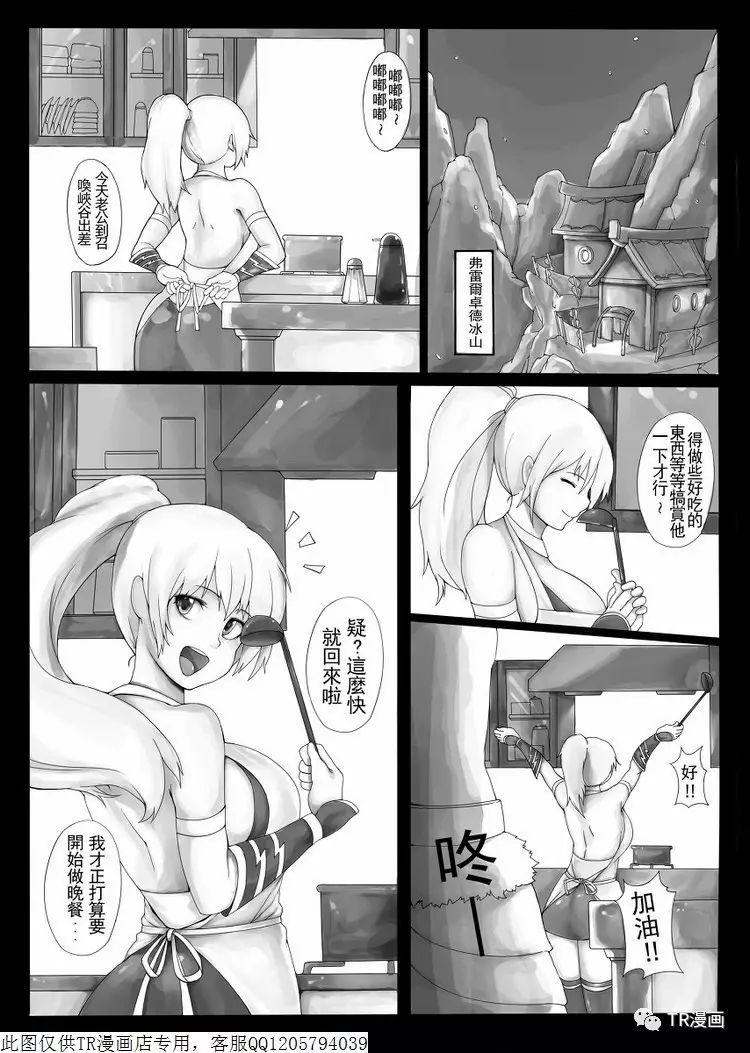 弗雷爾卓德冰山
嘟嘟嘟~
嘟嘟嘟嘟~
今天老公到召
喚峽谷出差
得做些好吃的
東西等等犒賞他
一下才行~
好!!
加油!!
咚ー
疑?這麼快
就回來啦
我才正打算要
開始做晚餐...
TR漫画
此图仅供TR漫画店专用，客服QQ1205794039